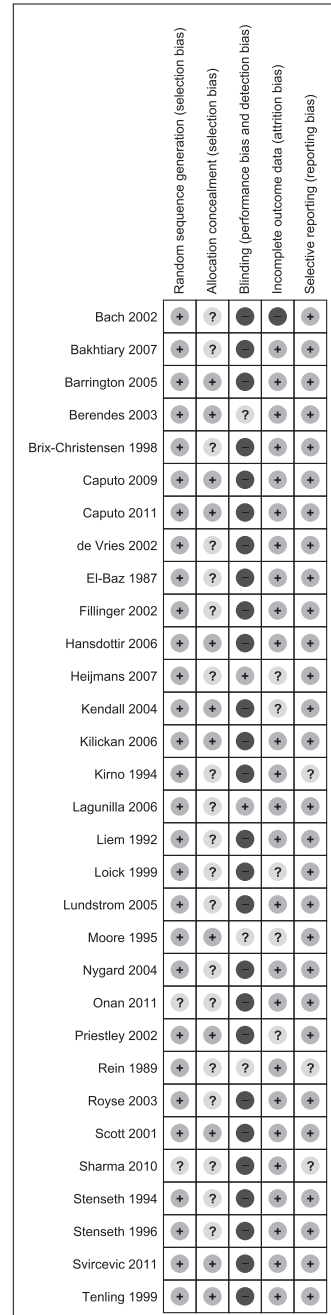 Random sequence generation (selection bias)
Allocation concealment (selection bias)
Blinding (performance bias and detection bias)
Incomplete outcome data (attrition bias)
Selective reporting (reporting bias)
Bach 2002 + ? − − +
Bakhtiary 2007 + ? − + +
Barrington 2005 + + − + +
Berendes 2003 + + ? + +
Brix-Christensen 1998 + ? − + +
Caputo 2009 + + − + +
Caputo 2011 + + − + +
de Vries 2002 + ? − + +
El-Baz 1987 + ? − + +
Fillinger 2002 + ? − + +
Hansdottir 2006 + + − + +
Heijmans 2007 + ? + ? +
Kendall 2004 + + − ? +
Kilickan 2006 + + − + +
Kirno 1994 + ? − + ?
Lagunilla 2006 + ? + + +
Liem 1992 + ? − + +
Loick 1999 + ? − ? +
Lundstrom 2005 + ? − + +
Moore 1995 + + ? ? +
Nygard 2004 + ? − + +
Onan 2011 ? ? − + +
Priestley 2002 + + − ? +
Rein 1989 + ? ? + ?
Royse 2003 + ? − + +
Scott 2001 + + − + +
Sharma 2010 ? ? − + ?
Stenseth 1994 + ? − + +
Stenseth 1996 + ? − + +
Svircevic 2011 + + − + +
Tenling 1999 + + − + +